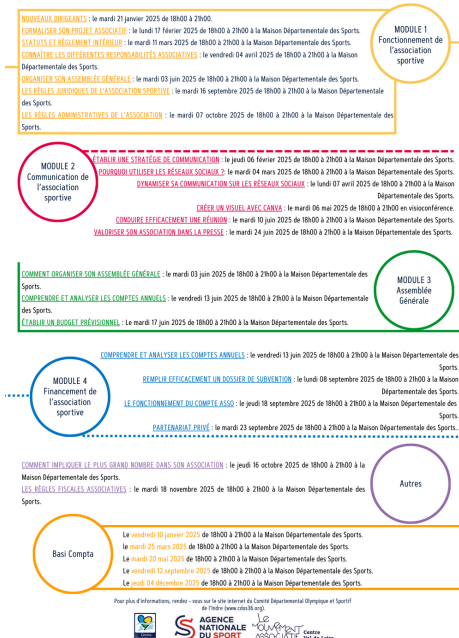 NOUVEAUX DIRIGEANTS : le mardi 21 janvier 2025 de 18h00 à 21h00.
FORMALISER SON PROJET ASSOCIATIF : le lundi 17 février 2025 de 18h00 à 21h00 à la Maison Départementale des Sports.
STATUTS ET RÈGLEMENT INTÉRIEUR : le mardi 11 mars 2025 de 18h00 à 21h00 à la Maison Départementale des Sports.
CONNAÎTRE LES DIFFÉRENTES RESPONSABILITÉS ASSOCIATIVES : le vendredi 04 avril 2025 de 18h00 à 21h00 à la Maison
Départementale des Sports.
ORGANISER SON ASSEMBLÉE GÉNÉRALE : le mardi 03 juin 2025 de 18h00 à 21h00 à la Maison Départementale des Sports.
LES RÈGLES JURIDIQUES DE L'ASSOCIATION SPORTIVE : le mardi 16 septembre 2025 de 18h00 à 21h00 à la Maison Départementale
des Sports.
LES RÈGLES ADMINISTRATIVES DE L'ASSOCIATION : le mardi 07 octobre 2025 de 18h00 à 21h00 à la Maison Départementale des
Sports.
MODULE 1
Fonctionnement de
l'association
sportive
MODULE 2
Communication de
l'association
sportive
ÉTABLIR UNE STRATÉGIE DE COMMUNICATION : le jeudi 06 février 2025 de 18h00 à 21h00 à la Maison Départementale des Sports.
POURQUOI UTILISER LES RÉSEAUX SOCIAUX ?: le mardi 04 mars 2025 de 18h00 à 21h00 à la Maison Départementale des Sports.
DYNAMISER SA COMMUNICATION SUR LES RÉSEAUX SOCIAUX : le lundi 07 avril 2025 de 18h00 à 21h00 à la Maison
Départementale des Sports.
CRÉER UN VISUEL AVEC CANVA : le mardi 06 mai 2025 de 18h00 à 21h00 en visioconférence.
CONDUIRE EFFICACEMENT UNE RÉUNION : le mardi 10 juin 2025 de 18h00 à 21h00 à la Maison Départementale des Sports.
VALORISER SON ASSOCIATION DANS LA PRESSE : le mardi 24 juin 2025 de 18h00 à 21h00 à la Maison Départementale des Sports.
COMMENT ORGANISER SON ASSEMBLÉE GÉNÉRALE : le mardi 03 juin 2025 de 18h00 à 21h00 à la Maison Départementale des
Sports.
COMPRENDRE ET ANALYSER LES COMPTES ANNUELS : le vendredi 13 juin 2025 de 18h00 à 21h00 à la Maison Départementale
des Sports.
ÉTABLIR UN BUDGET PRÉVISIONNEL : Le mardi 17 juin 2025 de 18h00 à 21h00 à la Maison Départementale des Sports.
MODULE 3
Assemblée
Générale
MODULE 4
Financement de
l'association
sportive
COMPRENDRE ET ANALYSER LES COMPTES ANNUELS : le vendredi 13 juin 2025 de 18h00 à 21h00 à la Maison Départementale des
Sports.
REMPLIR EFFICACEMENT UN DOSSIER DE SUBVENTION : le lundi 08 septembre 2025 de 18h00 à 21h00 à la Maison
Départementale des Sports.
LE FONCTIONNEMENT DU COMPTE ASSO : le jeudi 18 septembre 2025 de 18h00 à 21h00 à la Maison Départementale des
Sports.
PARTENARIAT PRIVÉ : le mardi 23 septembre 2025 de 18h00 à 21h00 à la Maison Départementale des Sports..
COMMENT IMPLIQUER LE PLUS GRAND NOMBRE DANS SON ASSOCIATION : le jeudi 16 octobre 2025 de 18h00 à 21h00 à la
Maison Départementale des Sports.
LES RÈGLES FISCALES ASSOCIATIVES : le mardi 18 novembre 2025 de 18h00 à 21h00 à la Maison Départementale des
Sports.
Autres
Basi Compta
Le vendredi 10 janvier 2025 de 18h00 à 21h00 à la Maison Départementale des Sports.
le mardi 25 mars 2025 de 18h00 à 21h00 à la Maison Départementale des Sports.
Le mardi 20 mai 2025 de 18h00 à 21h00 à la Maison Départementale des Sports.
Le vendredi 12 septembre 2025 de 18h00 à 21h00 à la Maison Départementale des Sports.
Le jeudi 04 décembre 2025 de 18h00 à 21h00 à la Maison Départementale des Sports.
Pour plus d'informations, rendez - vous sur le site internet du Comité Départemental Olympique et Sportif
de l'Indre (www.cdos36.org).
AGENCE
NATIONALE
DU SPORT
Le
MOUVEMENT
ASSOCIATIF
Centre
Val de Loire